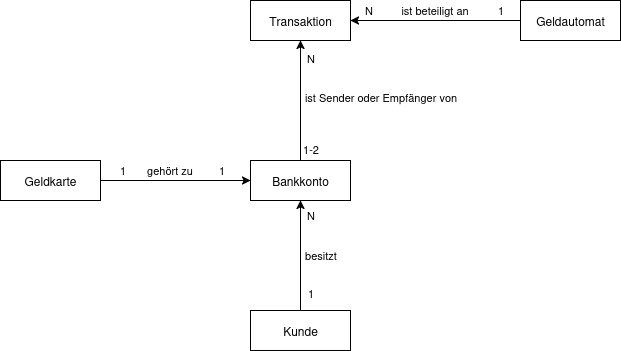 Transaktion
N ist beteiligt an 1
Geldautomat
N
ist Sender oder Empfänger von
1-2
Geldkarte
1 gehört zu 1
Bankkonto
N
besitzt
1
Kunde